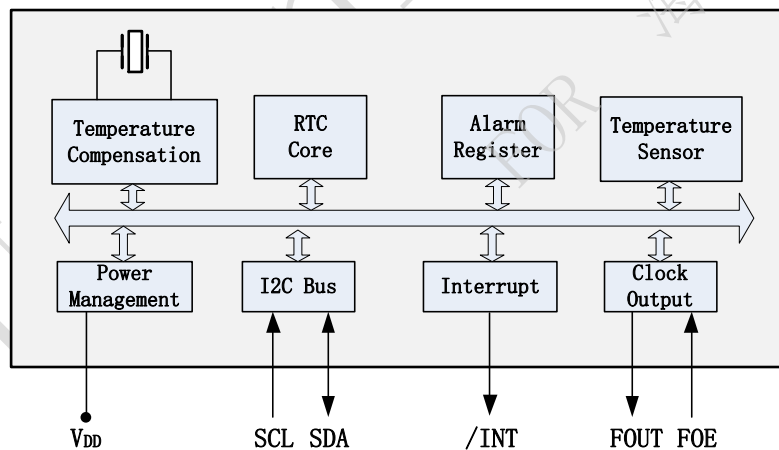 Temperature
Compensation
RTC
Core
Alarm
Register
Temperature
Sensor
Power
Management
I2C Bus
Interrupt
Clock
Output
VDD
SCL SDA
/INT
FOUT FOE
FOR